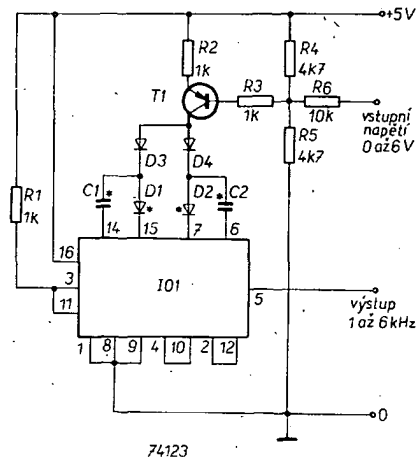 +5V
R2
1k
R4
4k7
T1
R3
1k
R6
10k
vstupní
napětí
0 až 6 V
R5
4k7
D3
D4
R1
1k
C1
*
D1
*
D2
*
C2
*
14
15
7
6
16
3
11
IO1
5
výstup
1 až 6 kHz
1
8
9
4
10
2
12
0
74123